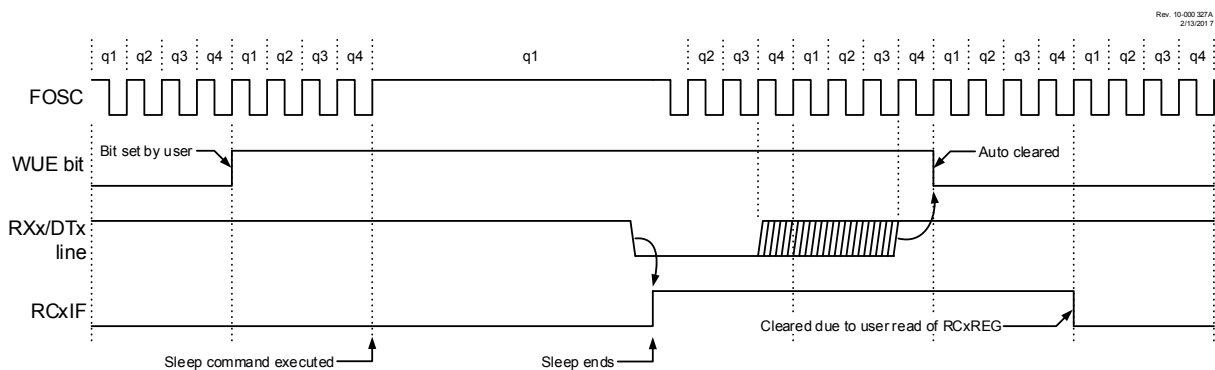 Rev. 10-000 327A
2/13/201 7
q1 q2 q3 q4 q1 q2 q3 q4 q1 q2 q3 q4 q1 q2 q3 q4 q1 q2 q3 q4 q1 q2 q3 q4
FOSC
Bit set by user
Auto cleared
WUE bit
RXx/DTx
line
RCxIF
Cleared due to user read of RCxREG
Sleep command executed
Sleep ends